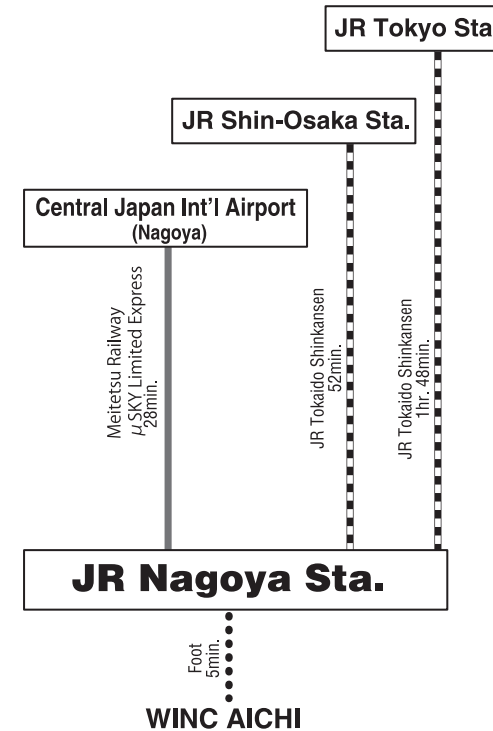 JR Tokyo Sta
JR Shin-Osaka Sta.
Central Japan Int'l Airport
(Nagoya)
Meitetsu Railway
μSKY Limited Express
28min.
JR Tokaido Shinkansen
52min.
JR Tokaido Shinkansen
1hr. 48min.
JR Nagoya Sta.
Foot
5min.
WINC AICHI